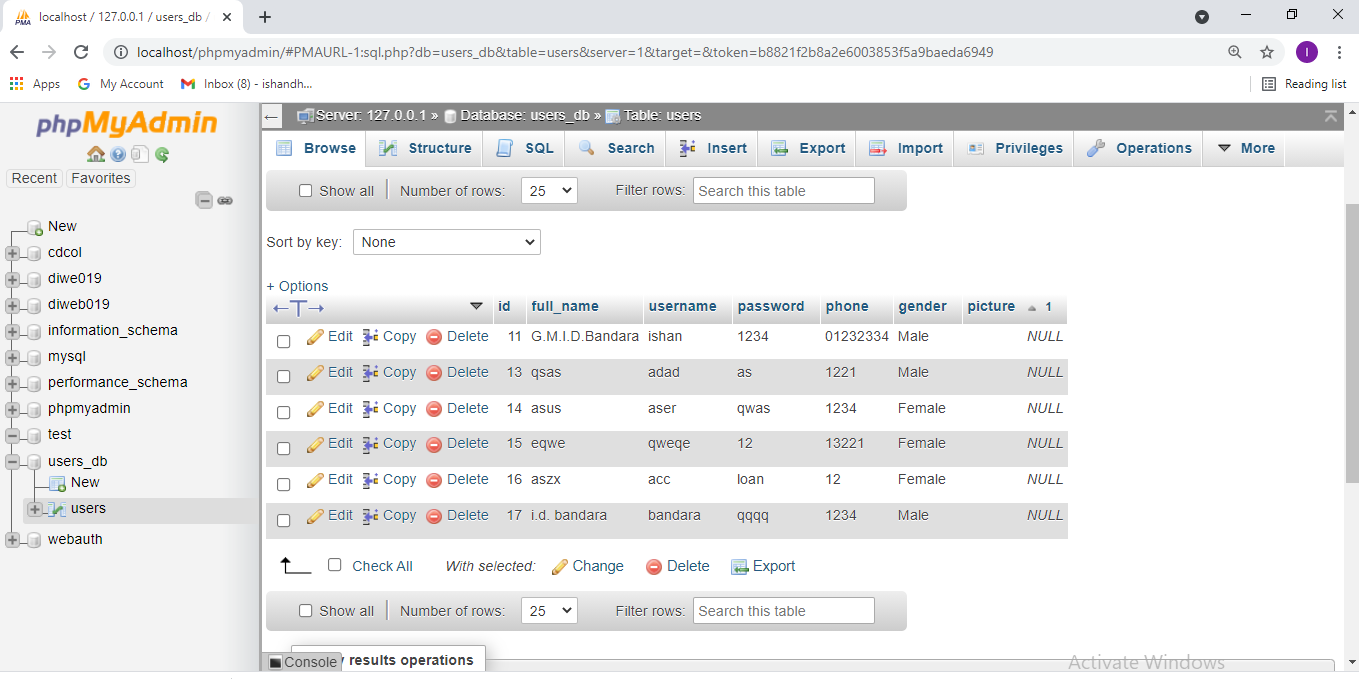 localhost / 127.0.0.1 / users_db /
localhost/phpmyadmin/#PMAURL-1:sql.php?db=users_db&table=users&server=1&target=&token=b8821f2b8a2e6003853f5a9baeda6949
I
Apps
G My Account
Inbox (8) - ishandh...
Reading list
phpMyAdmin
Recent Favorites
New
cdcol
diwe019
diweb019
information_schema
mysql
performance_schema
phpmyadmin
test
users_db
New
users
webauth
Server: 127.0.0.1 » Database: users_db » Table: users
Browse Structure SQL Search Insert Export Import Privileges Operations More
Show all Number of rows: 25 Filter rows: Search this table
Sort by key: None
+ Options
←T→ id full_name username password phone gender picture 1
Edit Copy Delete 11 G.M.I.D.Bandara ishan 1234 01232334 Male NULL
Edit Copy Delete 13 qsas adad as 1221 Male NULL
Edit Copy Delete 14 asus aser qwas 1234 Female NULL
Edit Copy Delete 15 eqwe qweqe 12 13221 Female NULL
Edit Copy Delete 16 aszx acc loan 12 Female NULL
Edit Copy Delete 17 i.d. bandara bandara qqqq 1234 Male NULL
Check All With selected: Change Delete Export
Show all Number of rows: 25 Filter rows: Search this table
Console results operations
Activate Windows